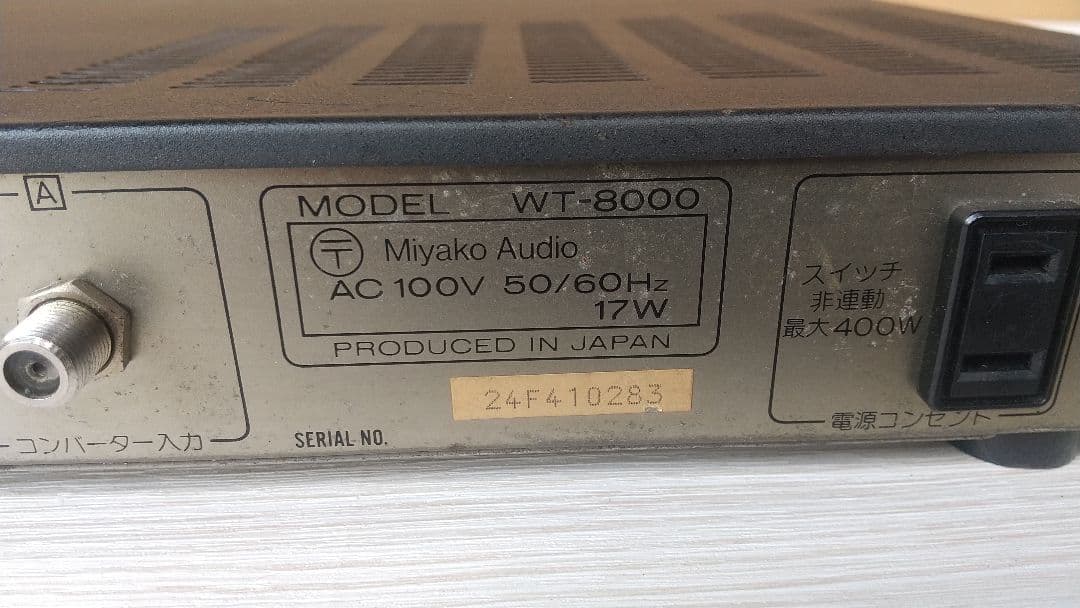 A
コンバーター入力
MODEL WT-8000
〒 Miyako Audio
AC 100V 50/60Hz
17W
PRODUCED IN JAPAN
24F410283
SERIAL NO.
スイッチ
非連動
最大400W
電源コンセント